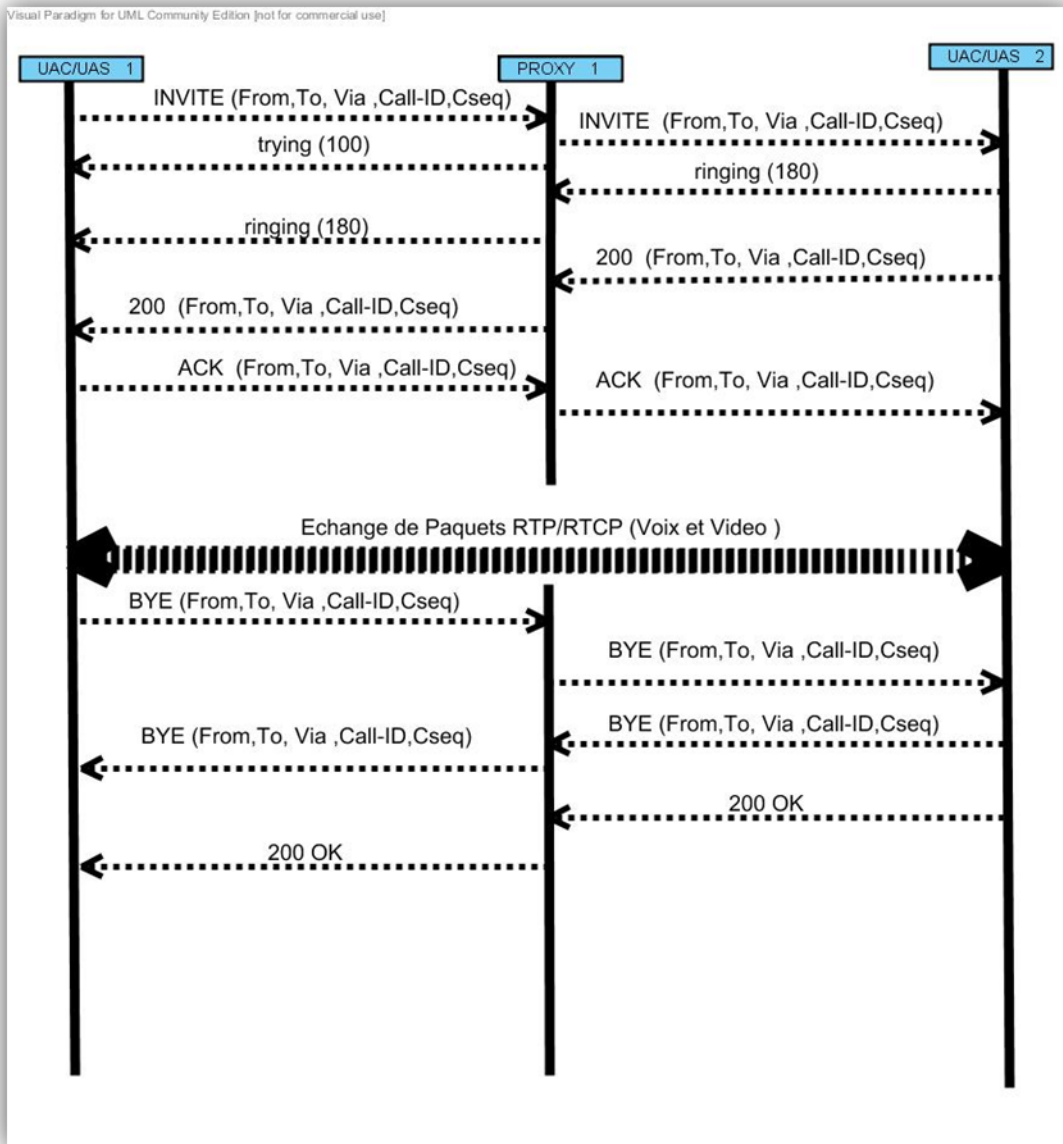 Visual Paradigm for UML Community Edition [not for commercial use]
UAC/UAS 1
PROXY 1
UAC/UAS 2
INVITE (From,To, Via ,Call-ID,Cseq)
INVITE (From,To, Via ,Call-ID,Cseq)
trying (100)
ringing (180)
ringing (180)
200 (From,To, Via ,Call-ID,Cseq)
200 (From,To, Via ,Call-ID,Cseq)
ACK (From,To, Via ,Call-ID,Cseq)
ACK (From,To, Via ,Call-ID,Cseq)
Echange de Paquets RTP/RTCP (Voix et Video )
BYE (From,To, Via ,Call-ID,Cseq)
BYE (From,To, Via ,Call-ID,Cseq)
BYE (From,To, Via ,Call-ID,Cseq)
BYE (From,To, Via ,Call-ID,Cseq)
200 OK
200 OK